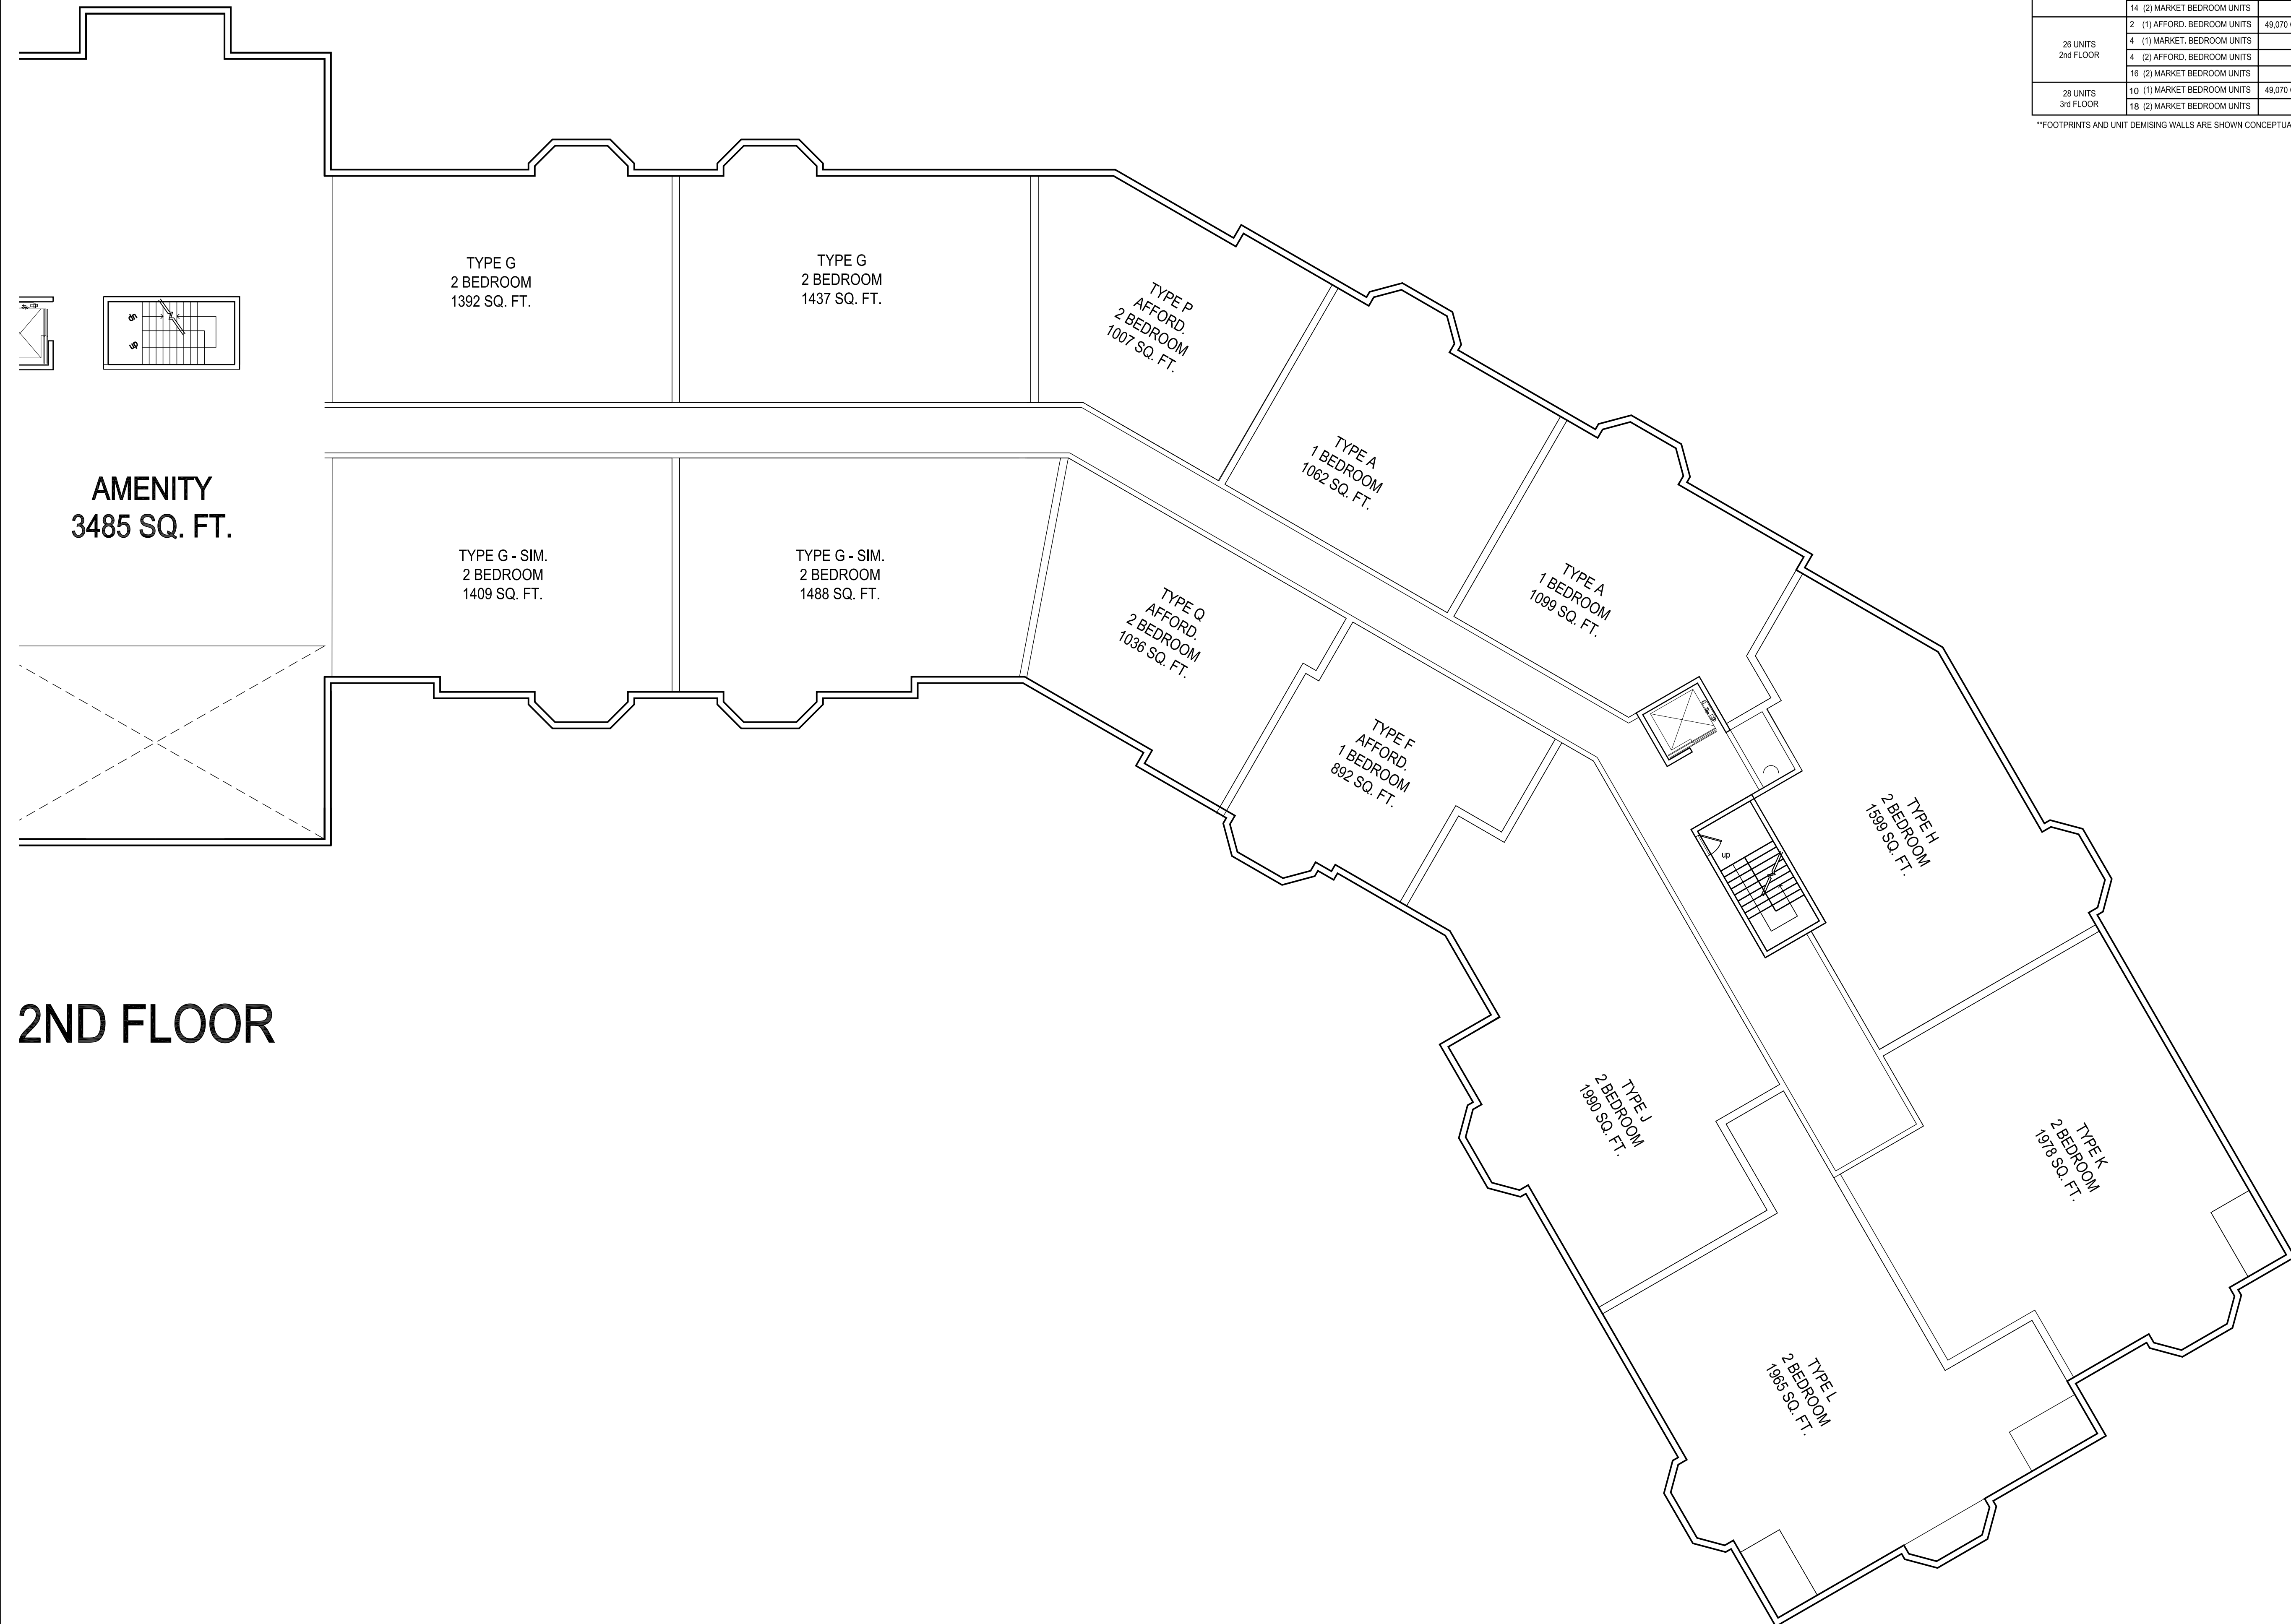 14 (2) MARKET BEDROOM UNITS
26 UNITS
2nd FLOOR
2 (1) AFFORD. BEDROOM UNITS 49,070
4 (1) MARKET. BEDROOM UNITS
4 (2) AFFORD. BEDROOM UNITS
16 (2) MARKET BEDROOM UNITS
28 UNITS
3rd FLOOR
10 (1) MARKET BEDROOM UNITS 49,070
18 (2) MARKET BEDROOM UNITS
**FOOTPRINTS AND UNIT DEMISING WALLS ARE SHOWN
TYPE G
2 BEDROOM
1392 SQ. FT.
TYPE G
2 BEDROOM
1437 SQ. FT.
TYPE P
AFFORD.
2 BEDROOM
1007 SQ. FT.
TYPE A
1 BEDROOM
1062 SQ. FT.
TYPE A
1 BEDROOM
1099 SQ. FT.
dn
up
AMENITY
3485 SQ. FT.
TYPE G - SIM.
2 BEDROOM
1409 SQ. FT.
TYPE G - SIM.
2 BEDROOM
1488 SQ. FT.
TYPE Q
AFFORD.
2 BEDROOM
1036 SQ. FT.
TYPE F
AFFORD.
1 BEDROOM
892 SQ. FT.
TYPE H
2 BEDROOM
1599 SQ. FT.
up
2ND FLOOR
TYPE J
2 BEDROOM
1990 SQ. FT.
TYPE K
2 BEDROOM
1978 SQ. FT.
TYPE L
2 BEDROOM
1965 SQ. FT.